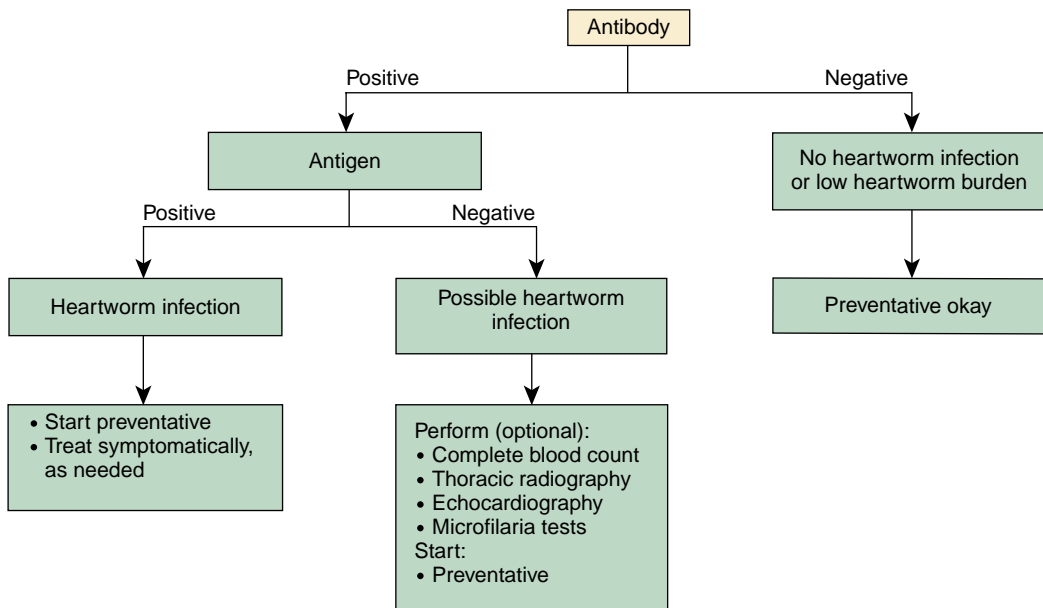 Antibody
Positive
Negative
Antigen
No heartworm infection
or low heartworm burden
Positive
Negative
Heartworm infection
Possible heartworm
infection
Preventative okay
• Start preventative
• Treat symptomatically,
as needed
Perform (optional):
• Complete blood count
• Thoracic radiography
• Echocardiography
• Microfilaria tests
Start:
• Preventative